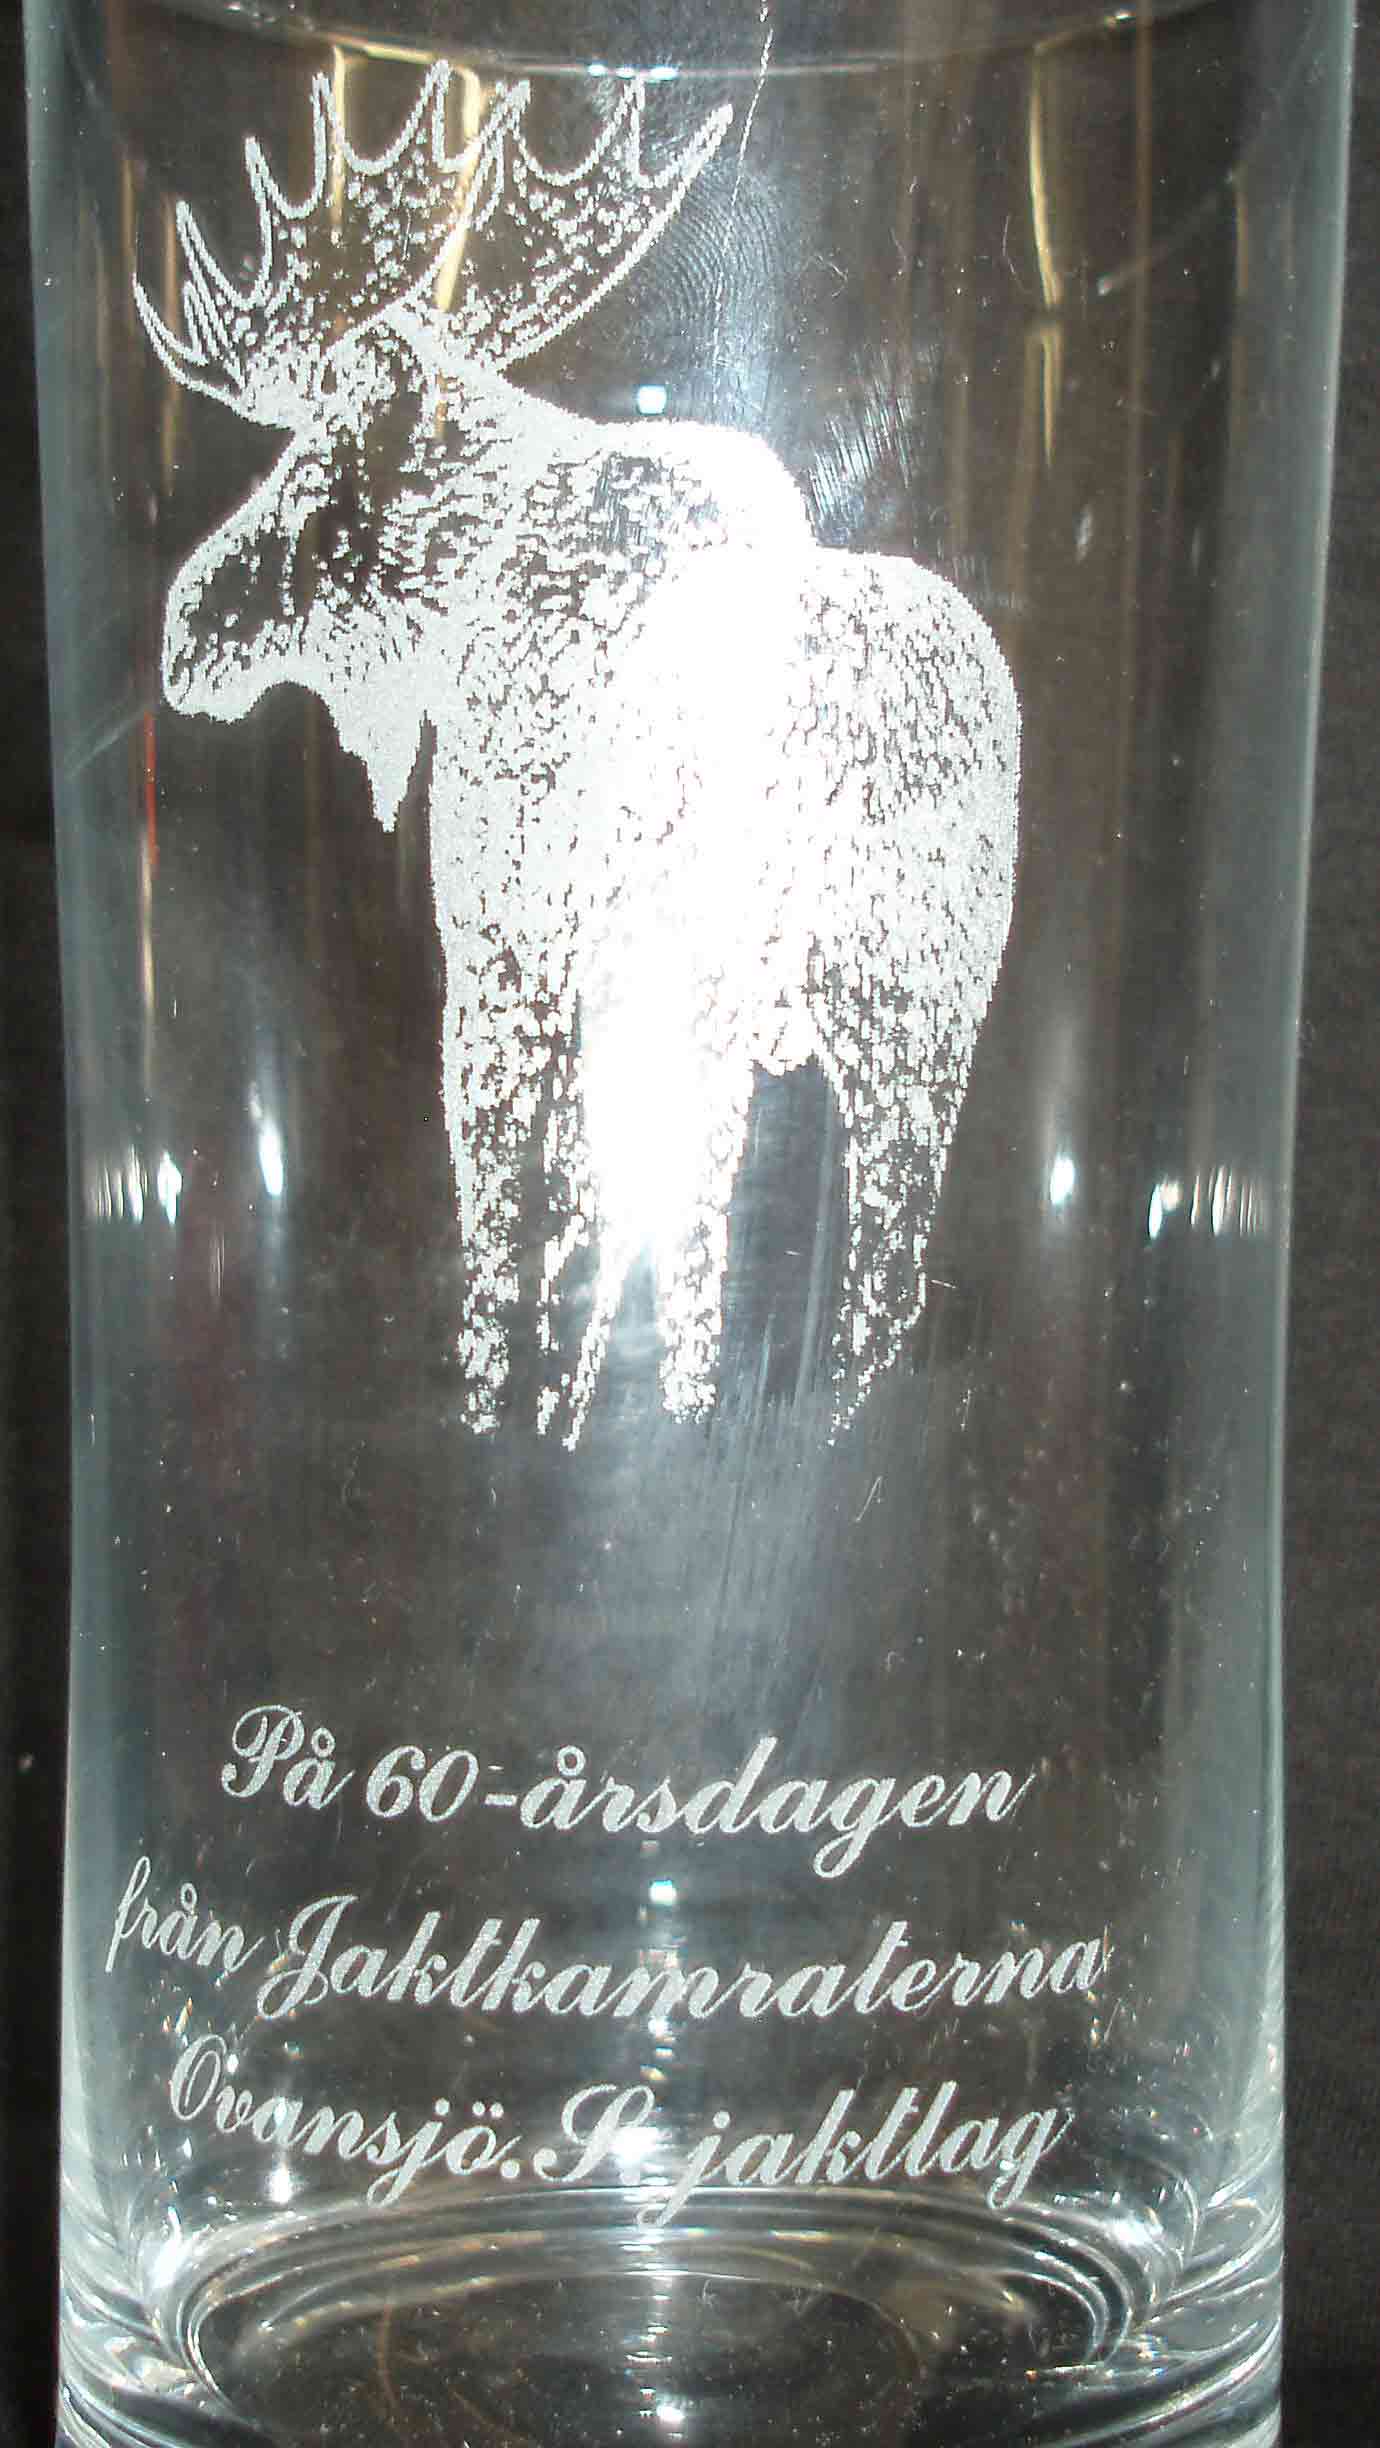 På 60-årsdagen
från Jaktkamraterna
Ovansjö. S. jaktlag